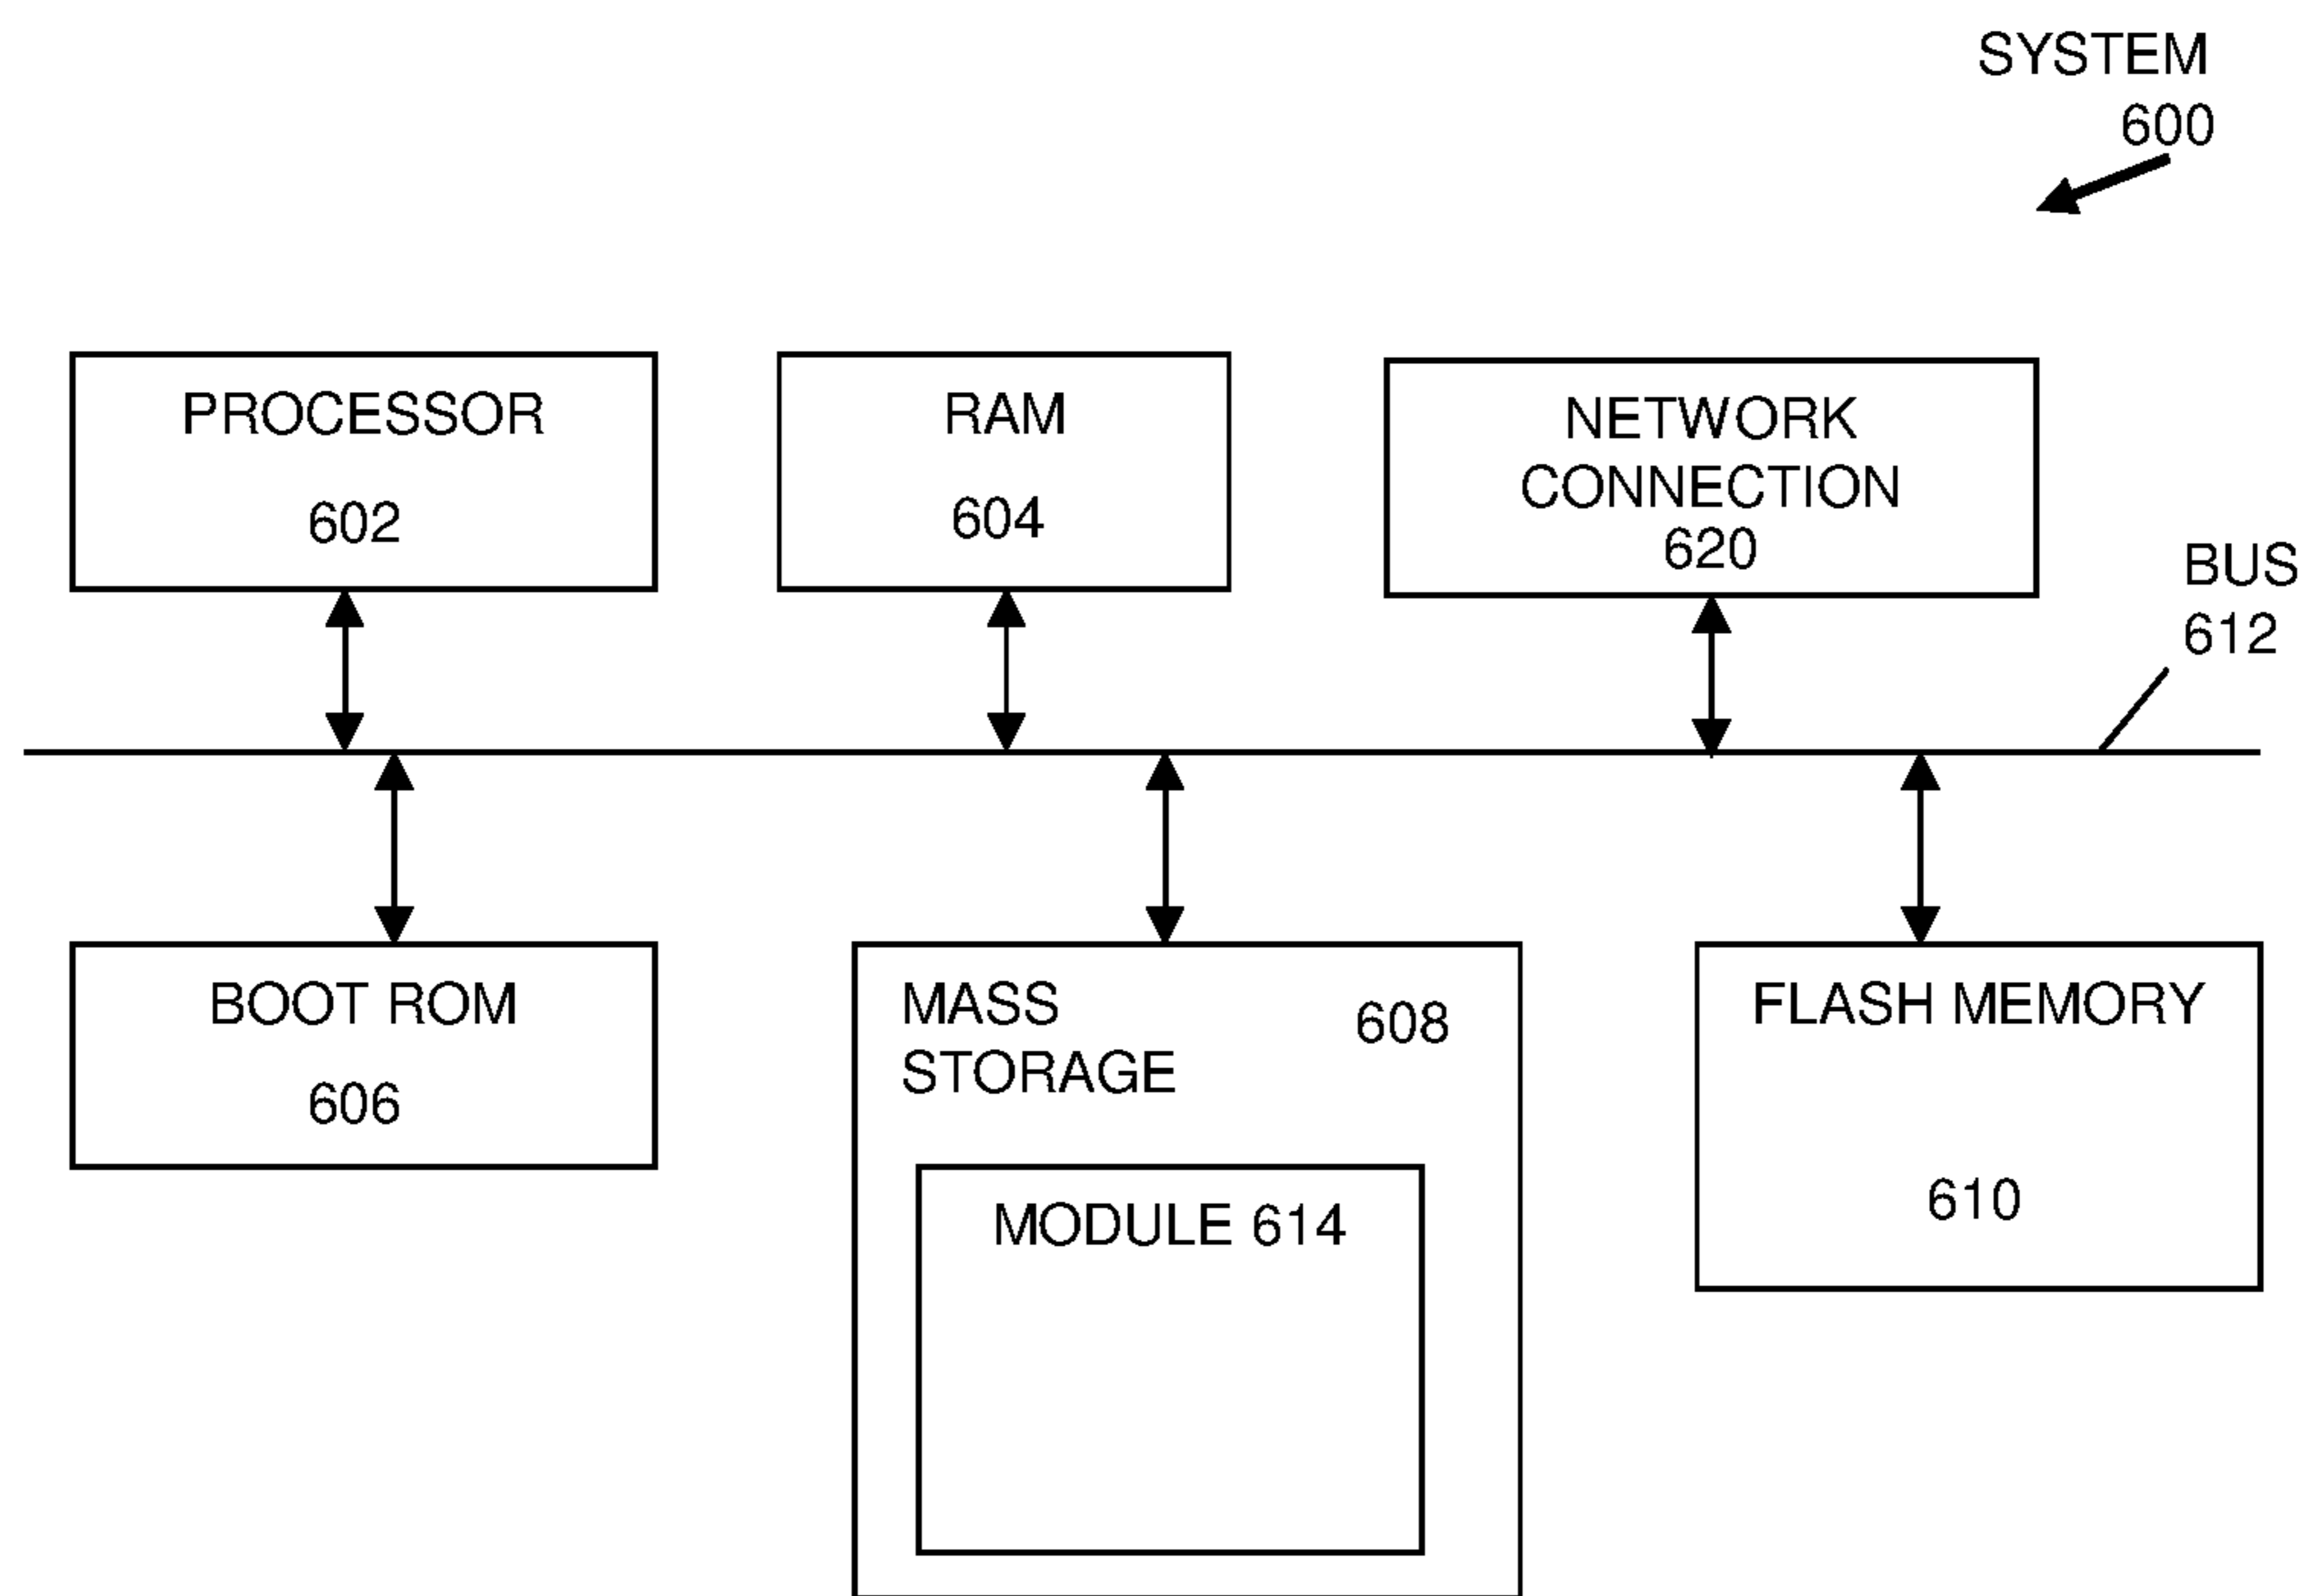 SYSTEM
600
PROCESSOR
602
RAM
604
NETWORK
CONNECTION
620
BUS
612
BOOT ROM
606
MASS
STORAGE
608
MODULE 614
FLASH MEMORY
610